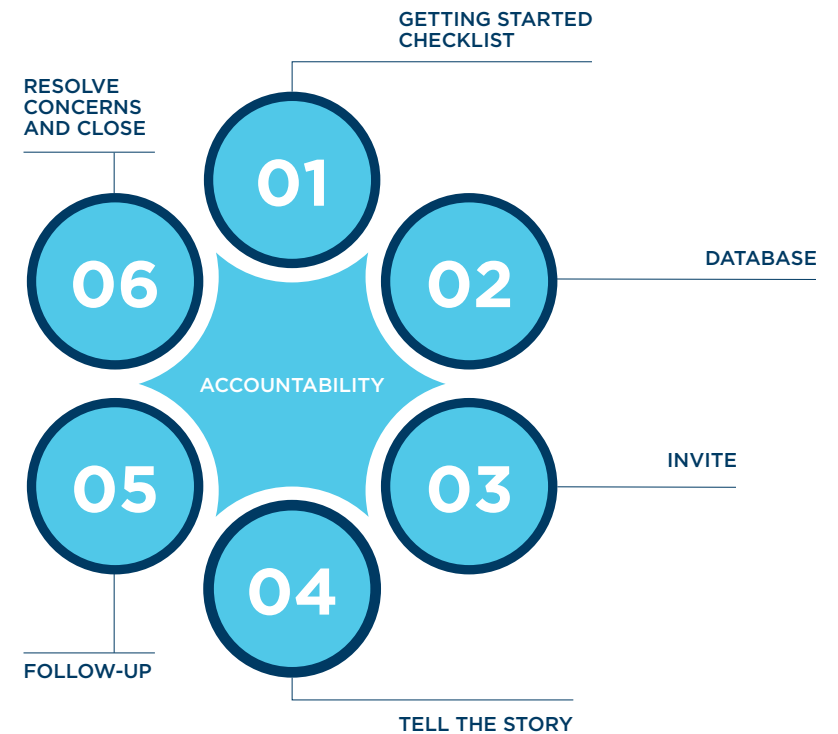 GETTING STARTED
CHECKLIST
01
02
DATABASE
03
INVITE
04
TELL THE STORY
05
FOLLOW-UP
06
RESOLVE
CONCERNS
AND CLOSE
ACCOUNTABILITY